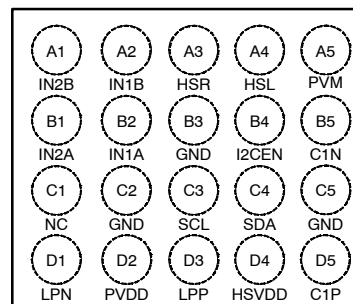 A1 A2 A3 A4 A5
IN2B IN1B HSR HSL PVM
B1 B2 B3 B4 B5
IN2A IN1A GND I2CEN C1N
C1 C2 C3 C4 C5
NC GND SCL SDA GND
D1 D2 D3 D4 D5
LPN PVDD LPP HSVDD C1P